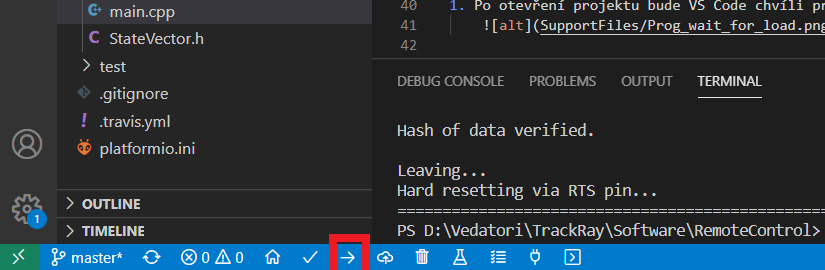 main.cpp
StateVector.h
test
.gitignore
.travis.yml
platformio.ini
OUTLINE
TIMELINE
1
40
1. Po otevření projektu bude VS Code chvíli pr
41
![alt](SupportFiles/Prog_wait_for_load.png
42
DEBUG CONSOLE PROBLEMS OUTPUT TERMINAL
Hash of data verified.
Leaving...
Hard resetting via RTS pin...
=============================================
PS D:\Vedatori\TrackRay\Software\RemoteControl>
master* 0 0